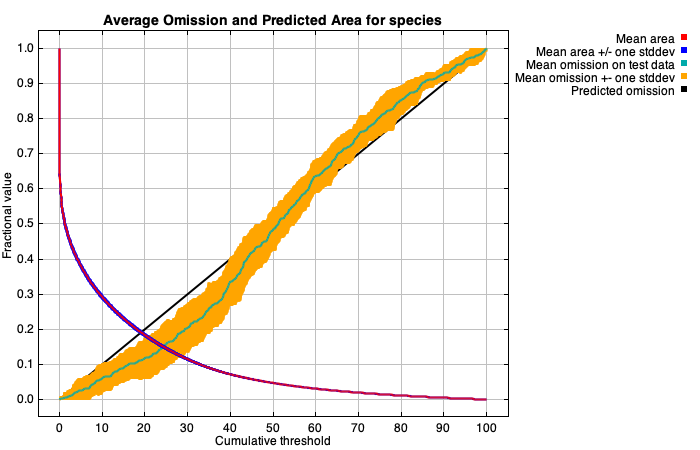 Average Omission and Predicted Area for species
Mean area
Mean area +/- one stddev
Mean omission on test data
Mean omission +- one stddev
Predicted omission
Fractional value
1.0
0.9
0.8
0.7
0.6
0.5
0.4
0.3
0.2
0.1
0.0
0 10 20 30 40 50 60 70 80 90 100
Cumulative threshold